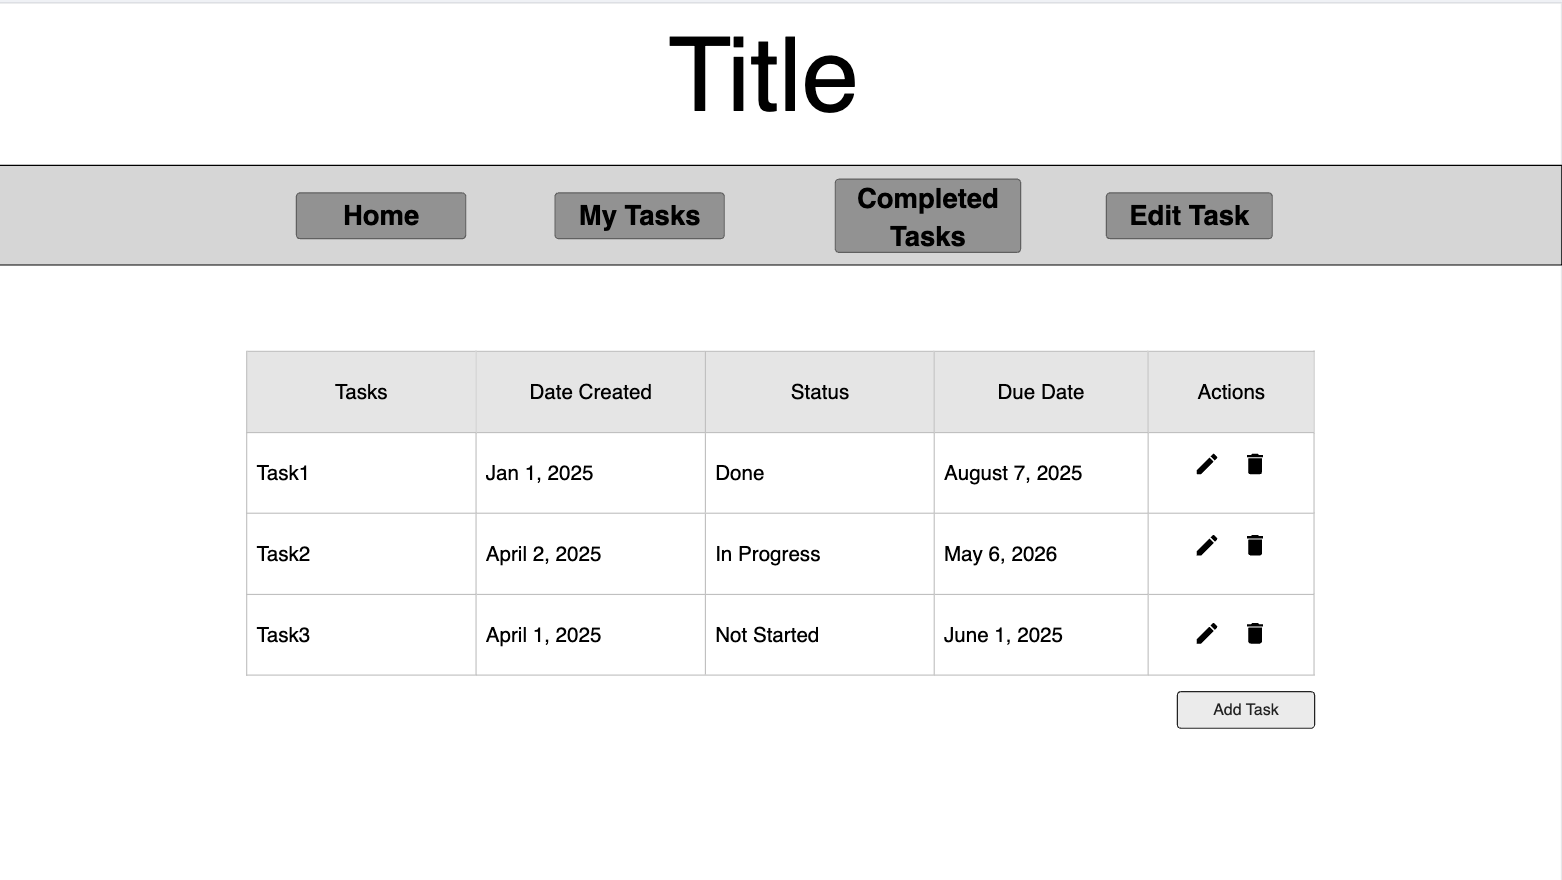 Title
Home
My Tasks
Completed
Tasks
Edit Task
Tasks Date Created Status Due Date Actions
Task1 Jan 1, 2025 Done August 7, 2025
Task2 April 2, 2025 In Progress May 6, 2026
Task3 April 1, 2025 Not Started June 1, 2025
Add Task